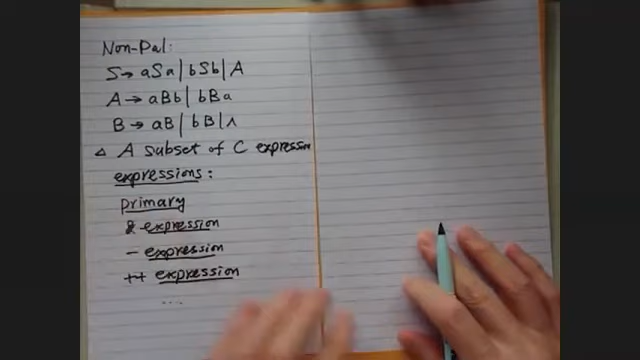 Non-Pal:
S → aSa | bSb | A
A → aBb | bBa
B → aB | bB | Λ
△ A subset of C expression
expressions:
primary
& expression
- expression
++ expression
....